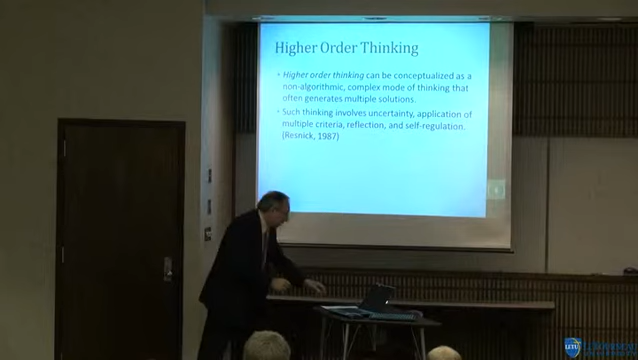 Higher Order Thinking
• Higher order thinking can be conceptualized as a
non-algorithmic, complex mode of thinking that
often generates multiple solutions.
• Such thinking involves uncertainty, application of
multiple criteria, reflection, and self-regulation.
(Resnick, 1987)
LETU